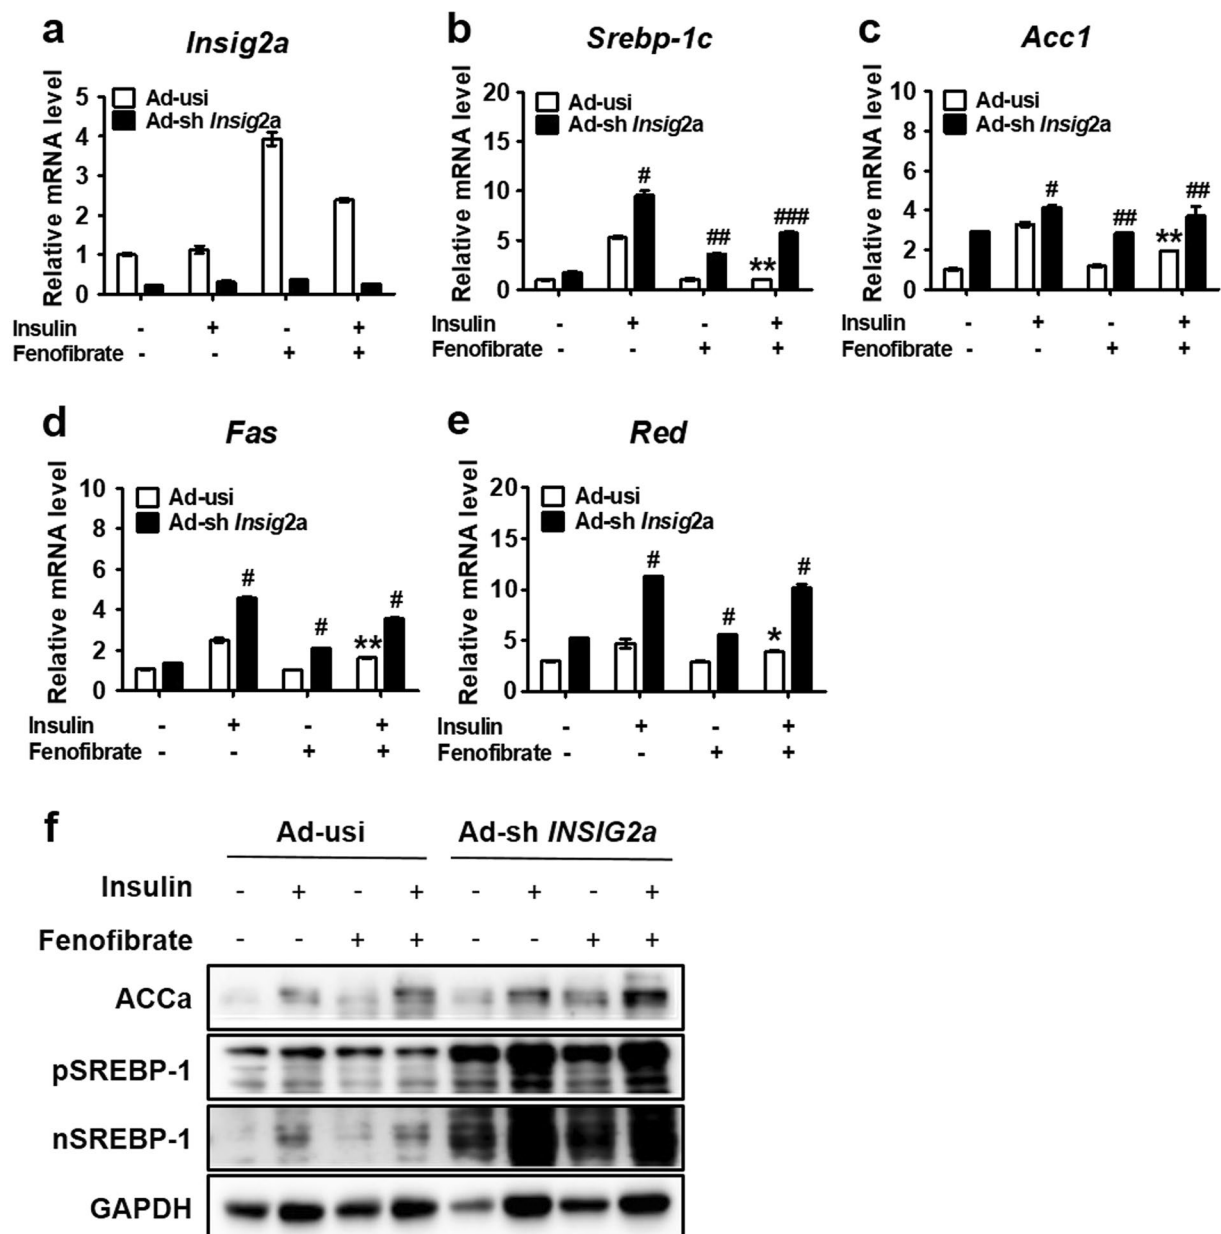 a
Insig2a
Relative mRNA level
5
4
3
2
1
0
Ad-usi
Ad-sh Insig2a
Insulin - + - +
Fenofibrate - - + +
b
Srebp-1c
Relative mRNA level
20
15
10
5
0
Ad-usi
Ad-sh Insig2a
#
##
**
###
Insulin - + - +
Fenofibrate - - + +
c
Acc1
Relative mRNA level
10
8
6
4
2
0
Ad-usi
Ad-sh Insig2a
#
##
**
##
Insulin - + - +
Fenofibrate - - + +
d
Fas
Relative mRNA level
10
8
6
4
2
0
Ad-usi
Ad-sh Insig2a
#
#
**
#
Insulin - + - +
Fenofibrate - - + +
e
Red
Relative mRNA level
20
15
10
5
0
Ad-usi
Ad-sh Insig2a
#
#
*
#
Insulin - + - +
Fenofibrate - - + +
f
Ad-usi Ad-sh INSIG2a
Insulin - + - + - + - +
Fenofibrate - - + + - - + +
ACCa
pSREBP-1
nSREBP-1
GAPDH